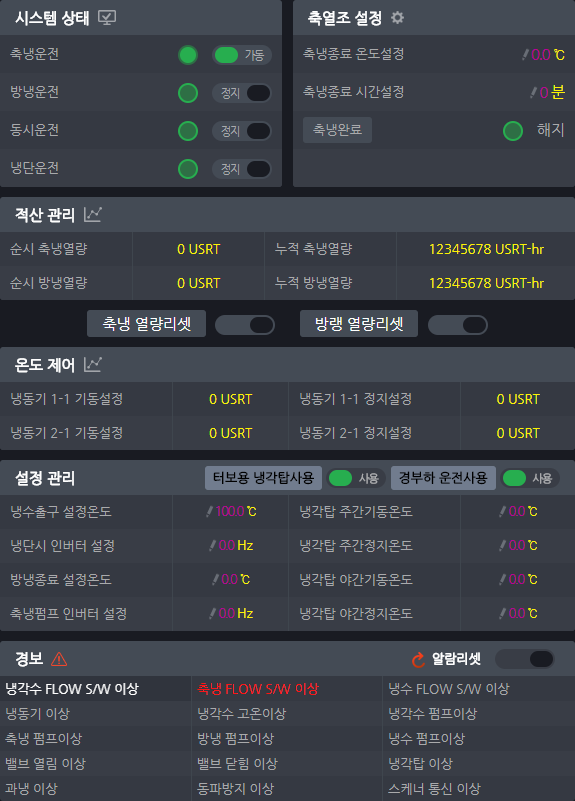 시스템 상태
축냉운전 가동
방냉운전 정지
동시운전 정지
냉단운전 정지
축열조 설정
축냉종료 온도설정 0.0 ℃
축냉종료 시간설정 0 분
축냉완료 해지
적산 관리
순시 축냉열량 0 USRT 누적 축냉열량 12345678 USRT-hr
순시 방냉열량 0 USRT 누적 방냉열량 12345678 USRT-hr
축냉 열량리셋 방랭 열량리셋
온도 제어
냉동기 1-1 기동설정 0 USRT 냉동기 1-1 정지설정 0 USRT
냉동기 2-1 기동설정 0 USRT 냉동기 2-1 정지설정 0 USRT
설정 관리 터보용 냉각탑사용 사용 경부하 운전사용 사용
냉수출구 설정온도 100.0 ℃ 냉각탑 주간기동온도 0.0 ℃
냉단시 인버터 설정 0.0 Hz 냉각탑 주간정지온도 0.0 ℃
방냉종료 설정온도 0.0 ℃ 냉각탑 야간기동온도 0.0 ℃
축냉펌프 인버터 설정 0.0 Hz 냉각탑 야간정지온도 0.0 ℃
경보 알람리셋
냉각수 FLOW S/W 이상 축냉 FLOW S/W 이상 냉수 FLOW S/W 이상
냉동기 이상 냉각수 고온이상 냉각수 펌프이상
축냉 펌프이상 방냉 펌프이상 냉수 펌프이상
밸브 열림 이상 밸브 닫힘 이상 냉각탑 이상
과냉 이상 동파방지 이상 스케너 통신 이상